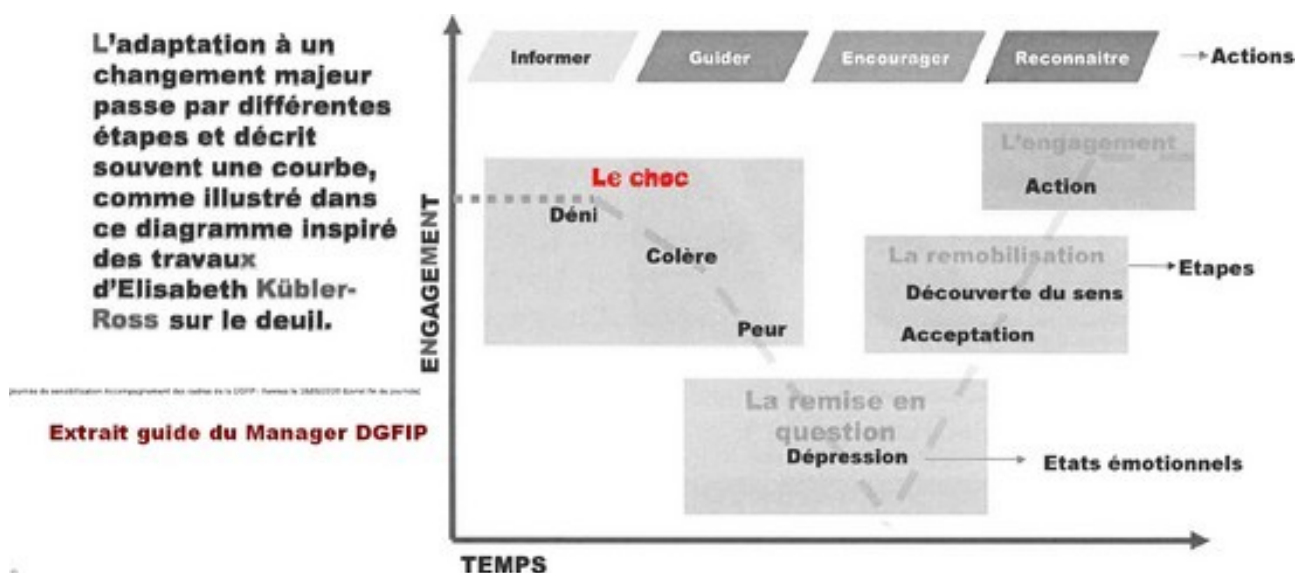 L'adaptation à un
changement majeur
passe par différentes
étapes et décrit
souvent une courbe,
comme illustré dans
ce diagramme inspiré
des travaux
d'Elisabeth Kübler-
Ross sur le deuil.
Extrait guide du Manager DGFIP
Informer
Guider
Encourager
Reconnaitre
Actions
L'engagement
Action
Le choc
Déni
Colère
Peur
La remobilisation
Découverte du sens
Acceptation
Etapes
La remise en
question
Dépression
Etats émotionnels
ENGAGEMENT
TEMPS